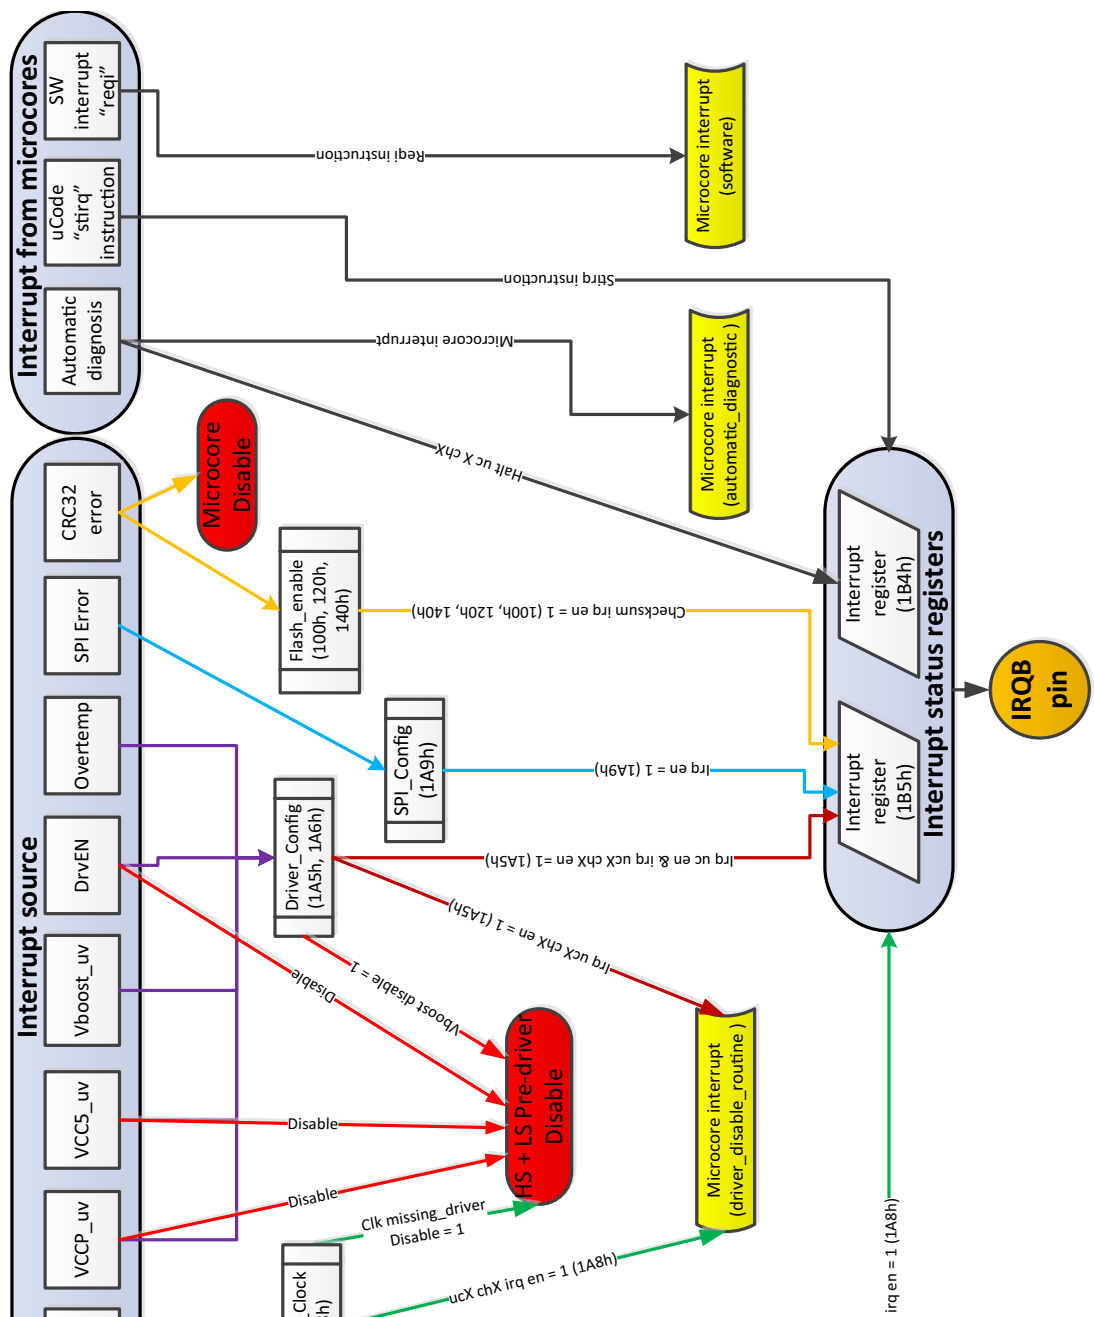 Interrupt from microcores
SW
interrupt
“reqi”
uCode
“stirq”
instruction
Automatic
diagnosis
Reqi instruction
Microcore interrupt
(software)
Stirq instruction
Microcore interrupt
Microcore interrupt
(automatic_diagnostic )
Halt uc X chX
Interrupt source
CRC32
error
SPI Error
Overtemp
DrvEN
Vboost_uv
VCC5_uv
VCCP_uv
Microcore
Disable
Flash_enable
(100h, 120h,
140h)
Checksum irq en = 1 (100h, 120h, 140h)
SPI_Config
(1A9h)
Irq en = 1 (1A9h)
Driver_Config
(1A5h, 1A6h)
Irq uc en & irq ucX chX en =1 (1A5h)
Irq ucX chX en = 1 (1A5h)
Vboost disable = 1
Disable
Disable
Disable
HS + LS Pre-driver
Disable
Clk missing_driver
Disable = 1
_Clock
ucX chX irq en = 1 (1A8h)
Microcore interrupt
(driver_disable_routine )
irq en = 1 (1A8h)
Interrupt
register
(1B4h)
Interrupt
register
(1B5h)
Interrupt status registers
IRQB
pin